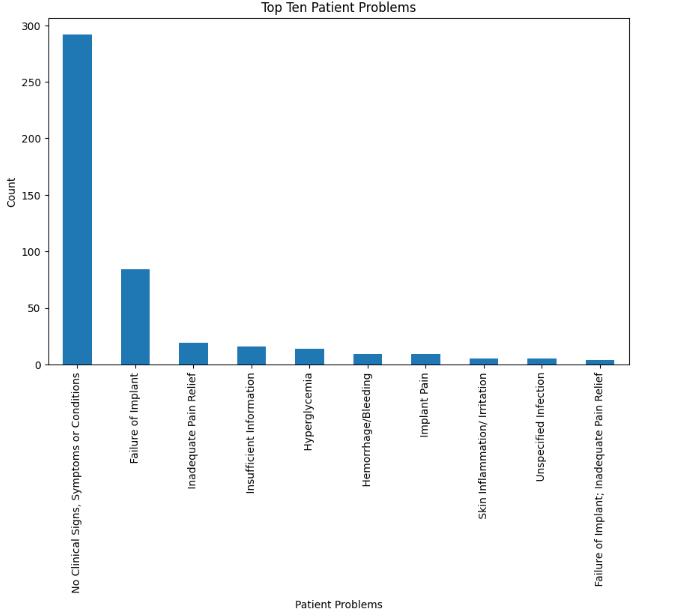 Top Ten Patient Problems
Count
300
250
200
150
100
50
0
No Clinical Signs, Symptoms or Conditions
Failure of Implant
Inadequate Pain Relief
Insufficient Information
Hyperglycemia
Hemorrhage/Bleeding
Implant Pain
Skin Inflammation/ Irritation
Unspecified Infection
Failure of Implant; Inadequate Pain Relief
Patient Problems